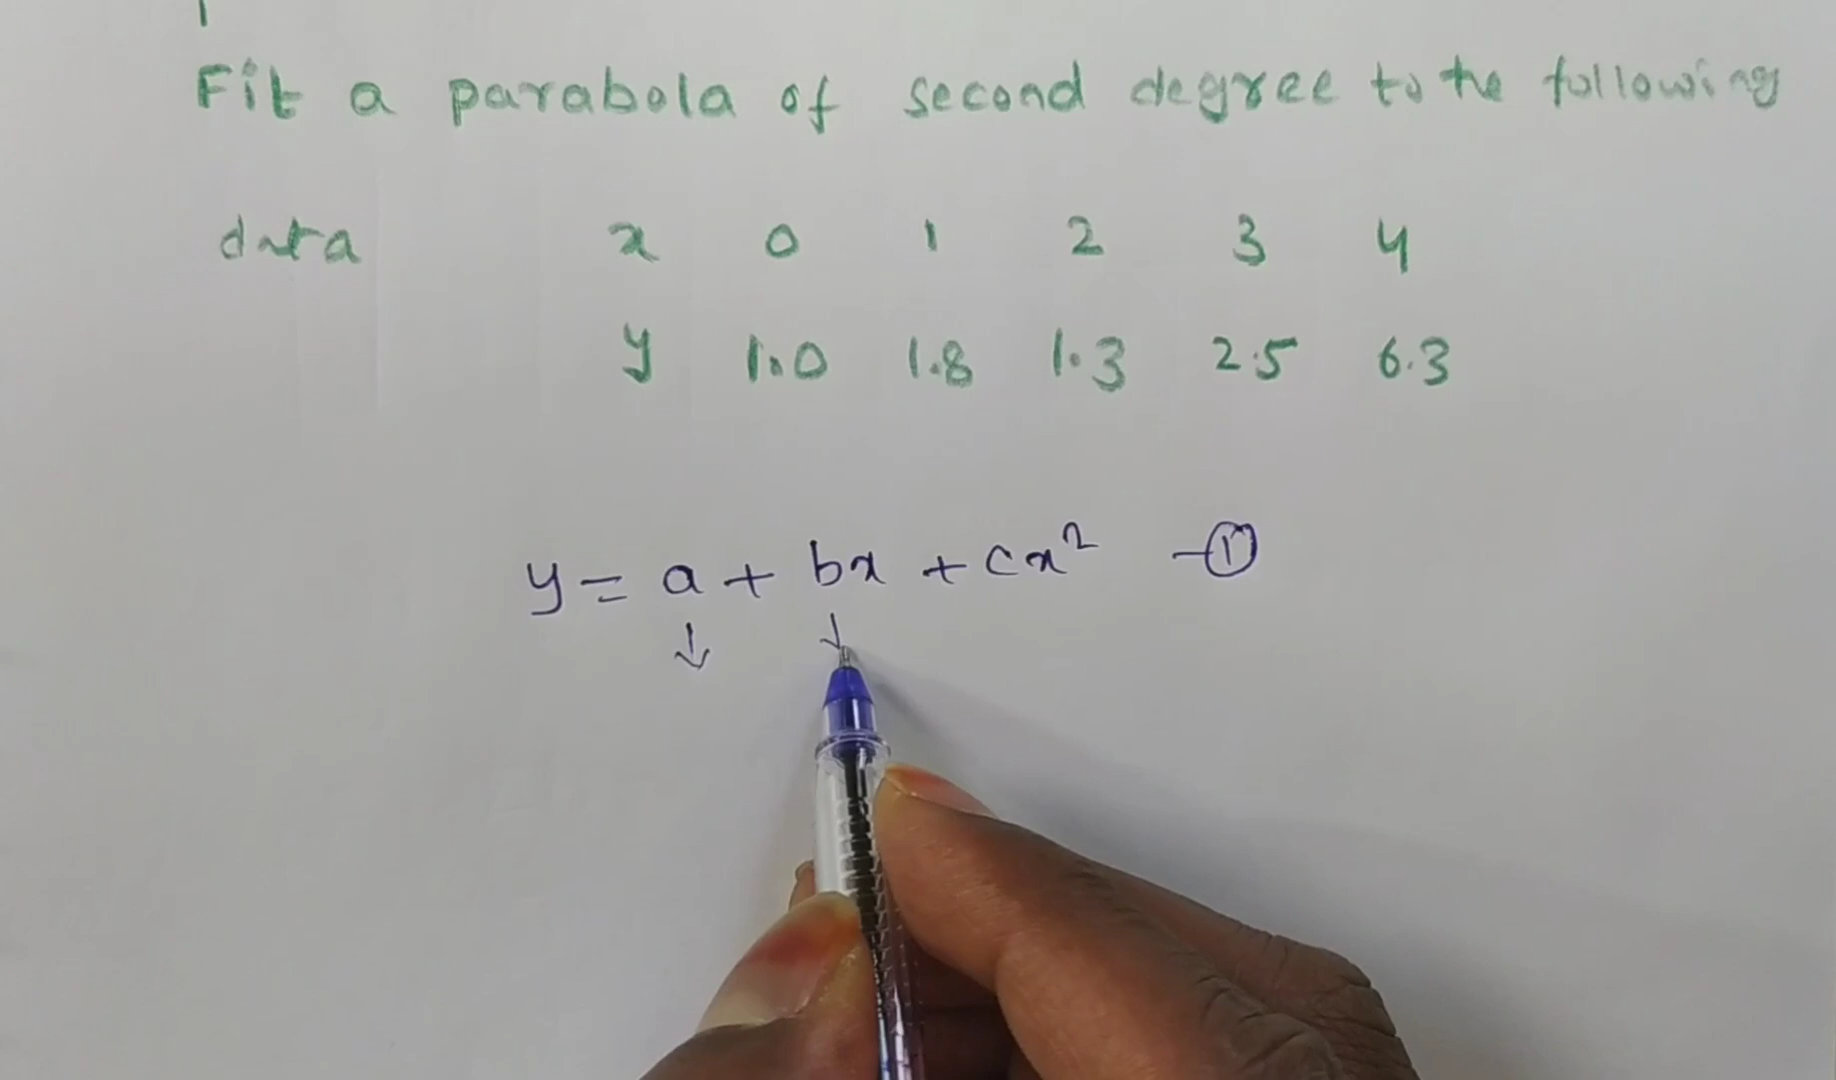 Fit a parabola of second degree to the following
data x 0 1 2 3 4
y 1.0 1.8 1.3 2.5 6.3
y = a + bx + cx² -①